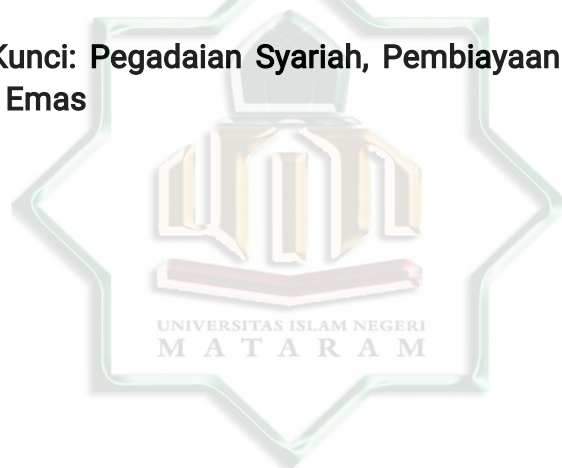 Kunci: Pegadaian Syariah, Pembiayaan
Emas
UNIVERSITAS ISLAM NEGERI
MATARAM